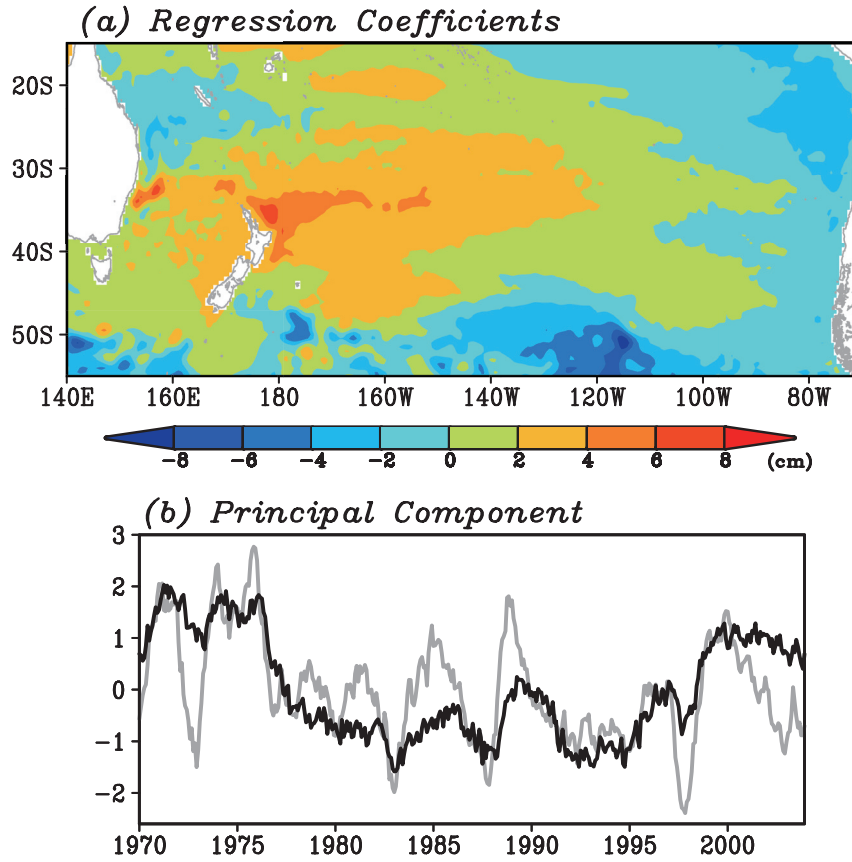 (a) Regression Coefficients
20S
30S
40S
50S
140E 160E 180 160W 140W 120W 100W 80W
-8 -6 -4 -2 0 2 4 6 8 (cm)
(b) Principal Component
3
2
1
0
-1
-2
1970 1975 1980 1985 1990 1995 2000